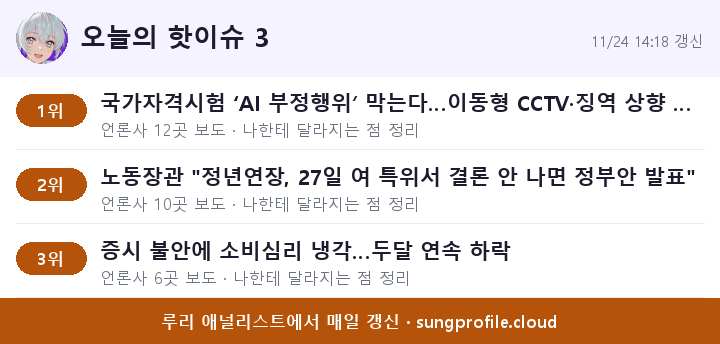 오늘의 핫이슈 3
11/24 14:18 갱신
1위
국가자격시험 ‘AI 부정행위’ 막는다…이동형 CCTV·징역 상향 …
언론사 12곳 보도 · 나한테 달라지는 점 정리
2위
노동장관 "정년연장, 27일 여 특위서 결론 안 나면 정부안 발표"
언론사 10곳 보도 · 나한테 달라지는 점 정리
3위
증시 불안에 소비심리 냉각…두달 연속 하락
언론사 6곳 보도 · 나한테 달라지는 점 정리
루리 애널리스트에서 매일 갱신 · sungprofile.cloud